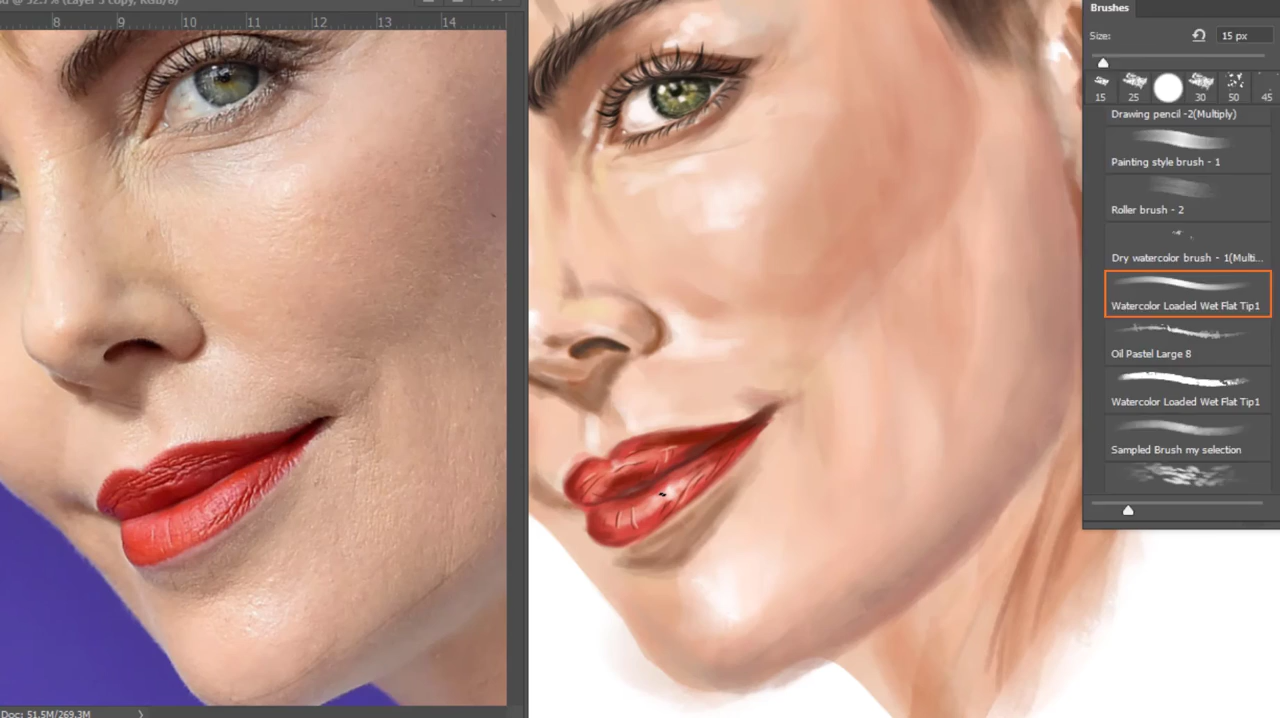 8 9 10 11 12 13 14
Doc: 51.5M/269.3M
Brushes
Size:
15 px
15 25 30 50 45
Drawing pencil -2(Multiply)
Painting style brush - 1
Roller brush - 2
Dry watercolor brush - 1(Multi...
Watercolor Loaded Wet Flat Tip1
Oil Pastel Large 8
Watercolor Loaded Wet Flat Tip1
Sampled Brush my selection